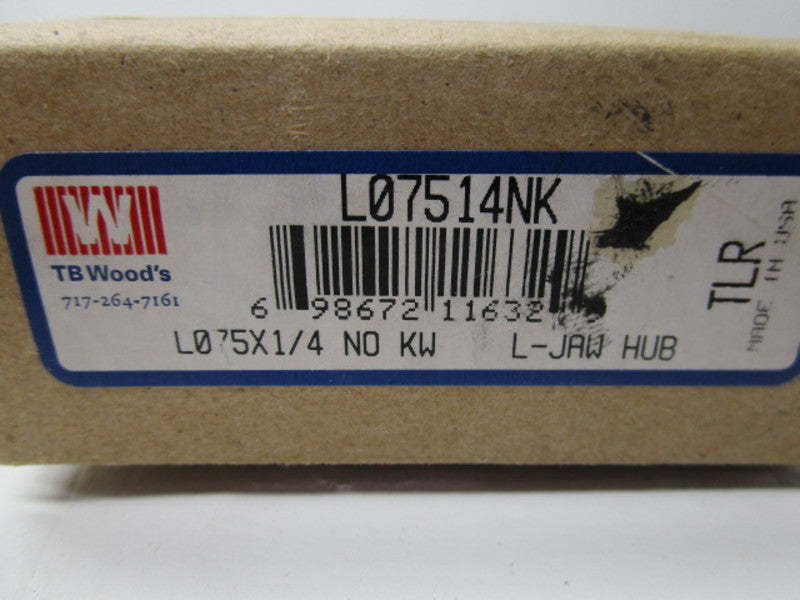 L07514NK
TB Wood's
717-264-7161
6 98672 11632
L075X1/4 NO KW L-JAW HUB
TLR
MADE IN USA